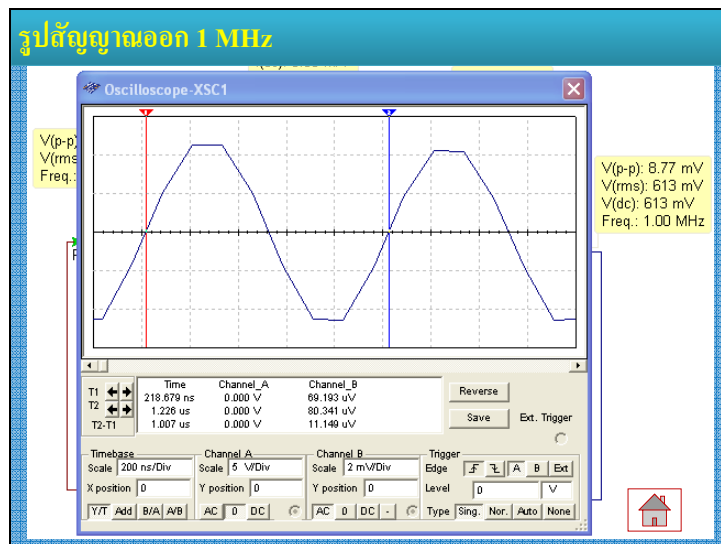 รูปสัญญาณออก 1 MHz
Oscilloscope-XSC1
V(p-p)
V(rms
Freq.:
V(p-p): 8.77 mV
V(rms): 613 mV
V(dc): 613 mV
Freq.: 1.00 MHz
T1
T2
T2-T1
Time Channel_A Channel_B
218.679 ns 0.000 V 69.193 uV
1.226 us 0.000 V 80.341 uV
1.007 us 0.000 V 11.149 uV
Reverse
Save
Ext. Trigger
Timebase
Scale 200 ns/Div
X position 0
Y/T Add B/A A/B
Channel A
Scale 5 V/Div
Y position 0
AC 0 DC
Channel B
Scale 2 mV/Div
Y position 0
AC 0 DC -
Trigger
Edge A B Ext
Level 0 V
Type Sing. Nor. Auto None